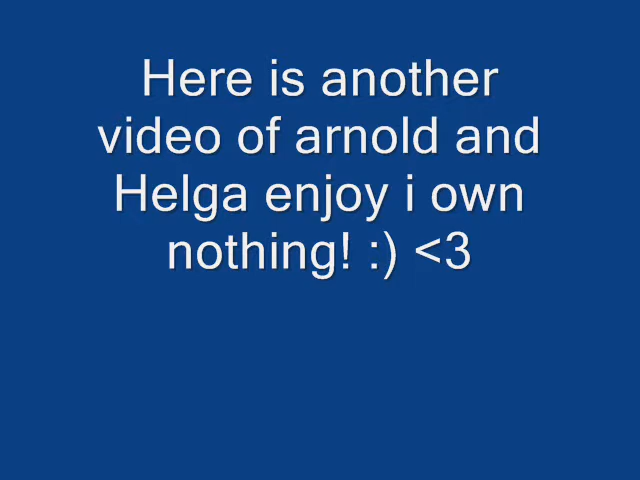 Here is another
video of arnold and
Helga enjoy i own
nothing! :) <3